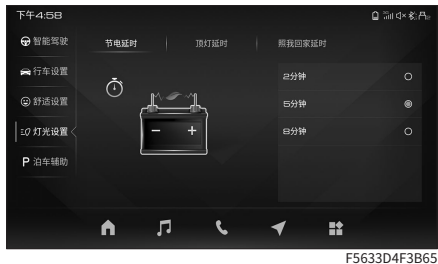 下午4:58
智能驾驶
行车设置
舒适设置
灯光设置
P 泊车辅助
节电延时
顶灯延时
照我回家延时
2分钟
5分钟
8分钟
F5633D4F3B65